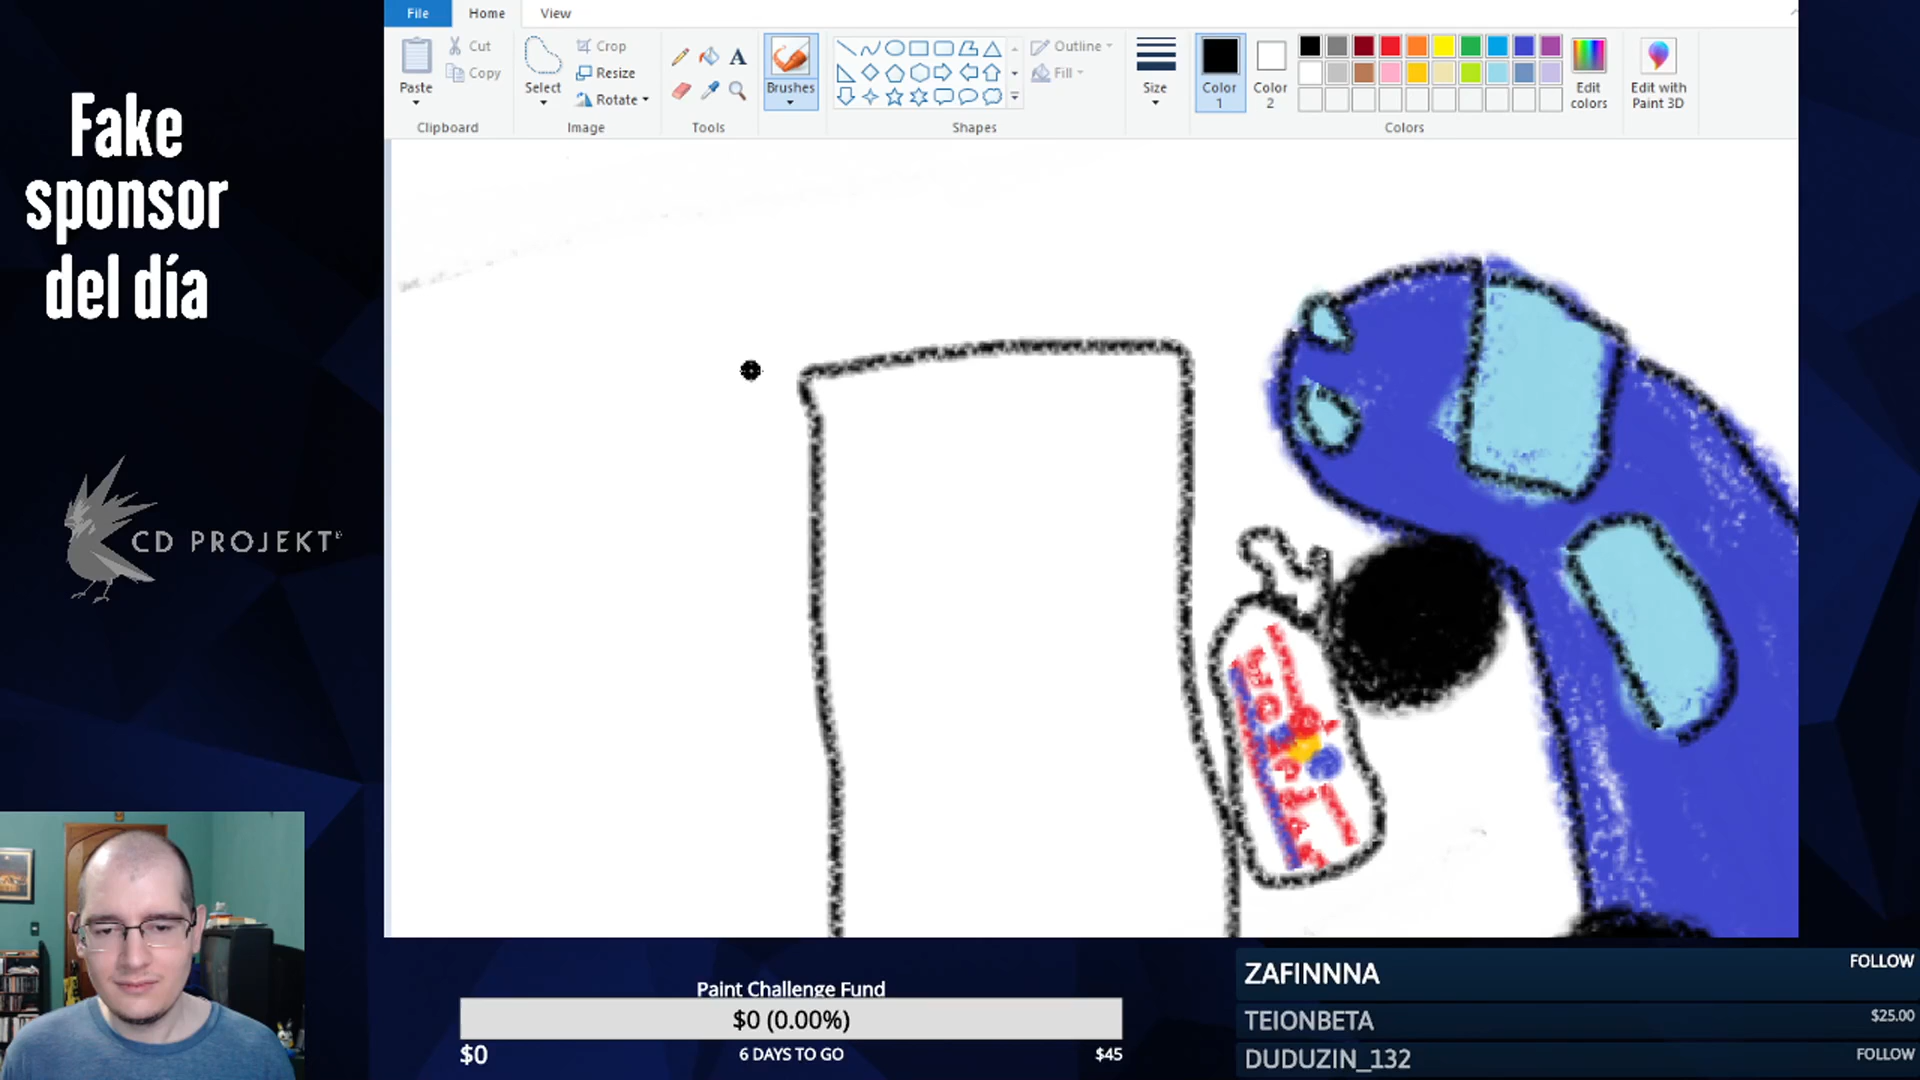 File Home View
Paste
Cut
Copy
Clipboard
Select
Crop
Resize
Rotate
Image
Tools
Brushes
Shapes
Outline
Fill
Size
Color 1
Color 2
Edit colors
Edit with Paint 3D
Colors
Fake
sponsor
del día
CD PROJEKT
Paint Challenge Fund
$0 (0.00%)
$0 6 DAYS TO GO $45
ZAFINNNA FOLLOW
TEIONBETA $25.00
DUDUZIN_132 FOLLOW